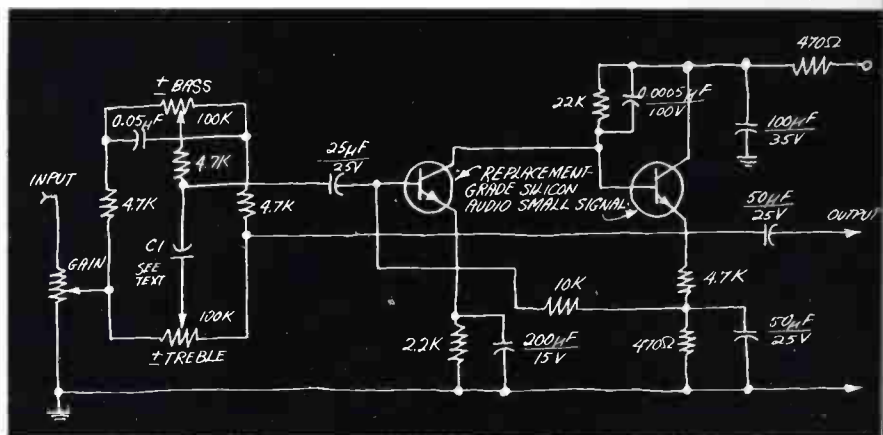 470Ω
± BASS
0.05µF
100K
22K
0.0005µF
100V
100µF
35V
4.7K
25µF
25V
REPLACEMENT-
GRADE SILICON
AUDIO SMALL SIGNAL
INPUT
4.7K
4.7K
50µF
25V
OUTPUT
GAIN
C1
SEE
TEXT
10K
4.7K
100K
± TREBLE
2.2K
200µF
15V
470Ω
50µF
25V